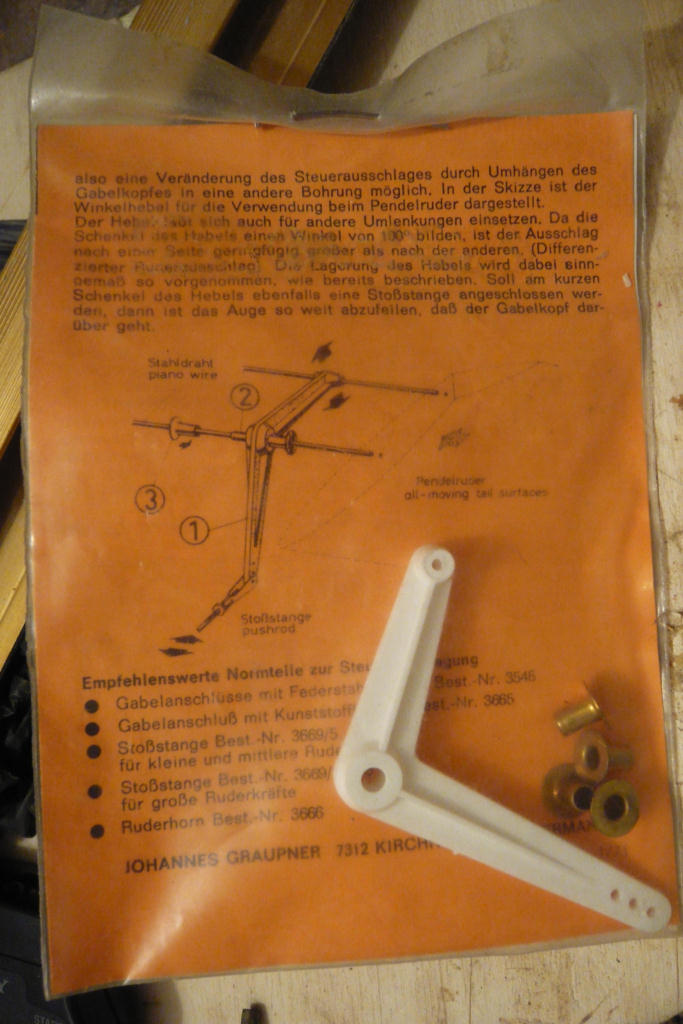 also eine Veränderung des Steuerausschlages durch Umhängen des
Gabelkopfes in eine andere Bohrung möglich. In der Skizze ist der
Winkelhebel für die Verwendung beim Pendelruder dargestellt.
Der Hebel läßt sich auch für andere Umlenkungen einsetzen. Da die
Schenkel des Hebels einen Winkel von 100° bilden, ist der Ausschlag
nach einer Seite geringfügig größer als nach der anderen. (Differen-
zierter Ruderausschlag). Die Lagerung des Hebels wird dabei sinn-
gemäß so vorgenommen, wie bereits beschrieben. Soll am kurzen
Schenkel des Hebels ebenfalls eine Stoßstange angeschlossen wer-
den, dann ist das Auge so weit abzufeilen, daß der Gabelkopf dar-
über geht.
Stahldraht
piano wire
2
3
1
Pendelruder
all-moving tail surfaces
Stoßstange
pushrod
Empfehlenswerte Normteile zur
Gabelanschlüsse mit Best.-Nr. 3546
Gabelanschluß mit 3665
Stoßstange Best.-Nr. 3669/5
für kleine und mittlere
Stoßstange Best.-Nr. 3669/
für große Ruderkräfte
Ruderhorn Best.-Nr. 3666
JOHANNES GRAUPNER 7312